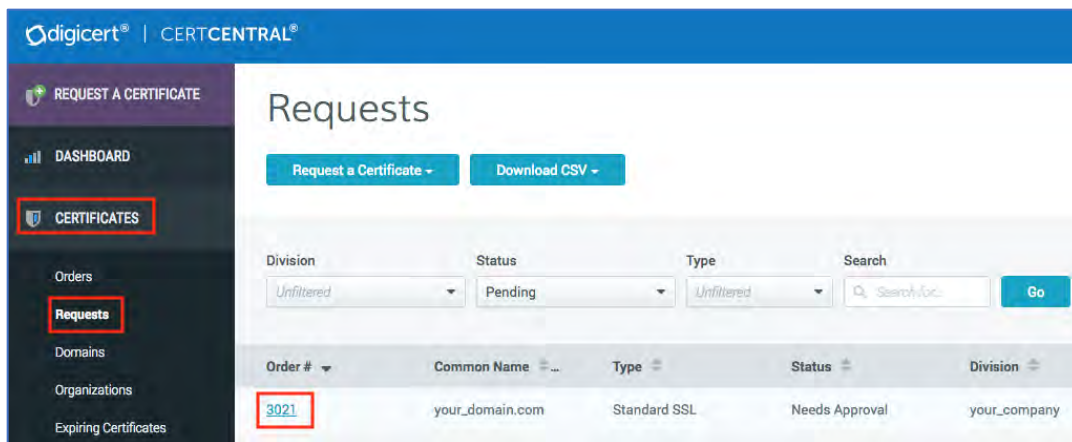 digicert® | CERTCENTRAL®
REQUEST A CERTIFICATE
DASHBOARD
CERTIFICATES
Orders
Requests
Domains
Organizations
Expiring Certificates
Requests
Request a Certificate
Download CSV
Division Status Type Search
Unfiltered Pending Unfiltered Search for... Go
Order # Common Name ... Type Status Division
3021 your_domain.com Standard SSL Needs Approval your_company